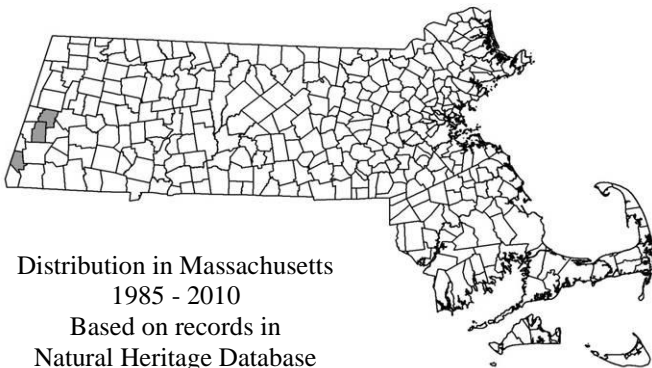 Distribution in Massachusetts
1985 - 2010
Based on records in
Natural Heritage Database